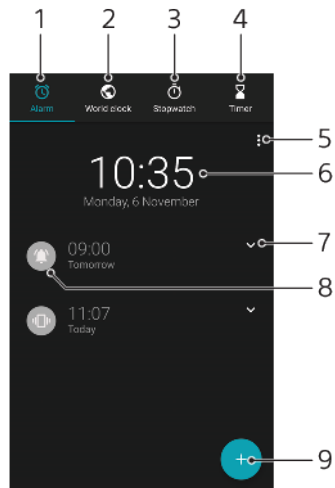 1 2 3 4
Alarm World clock Stopwatch Timer
5
10:35 6
Monday, 6 November
09:00 7
Tomorrow
8
11:07
Today
9